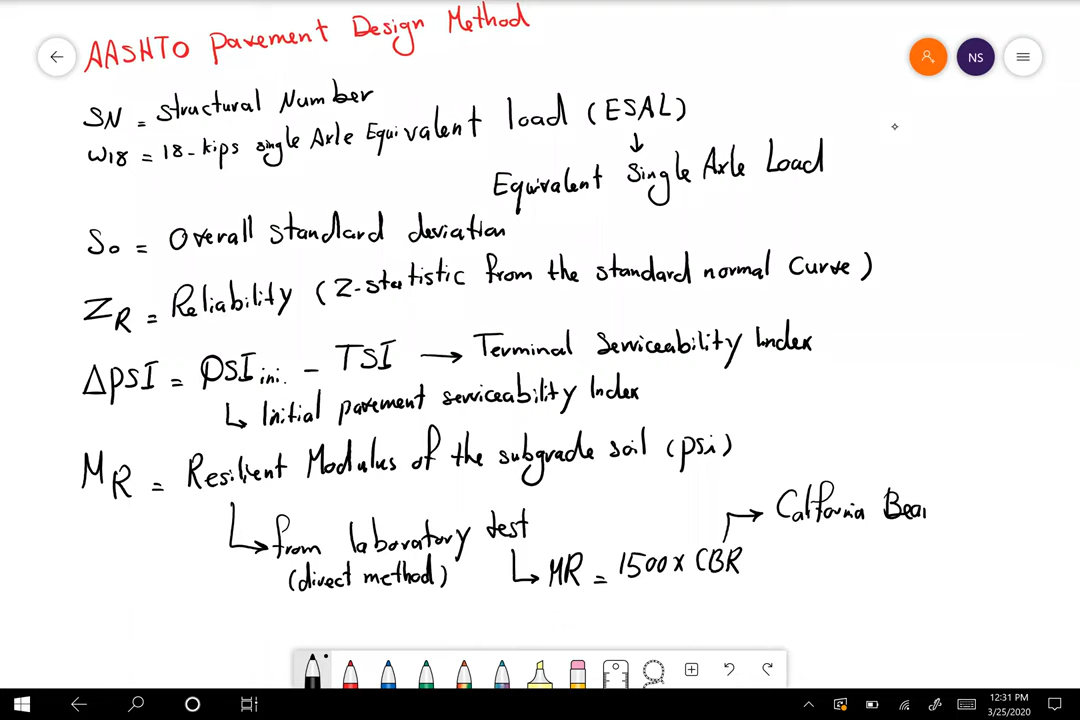 AASHTO Pavement Design Method
NS
SN = Structural Number
W18 = 18-kips single Axle Equivalent load (ESAL)
Equivalent Single Axle Load
So = Overall standard deviation
ZR = Reliability (Z-statistic from the standard normal Curve)
ΔPSI = PSI ini. - TSI → Terminal Serviceability Index
↳ Initial pavement serviceability Index
MR = Resilient Modulus of the subgrade soil (psi)
California Bear
↳ from laboratory test
(direct method)
↳ MR = 1500 x CBR
12:31 PM
3/25/2020